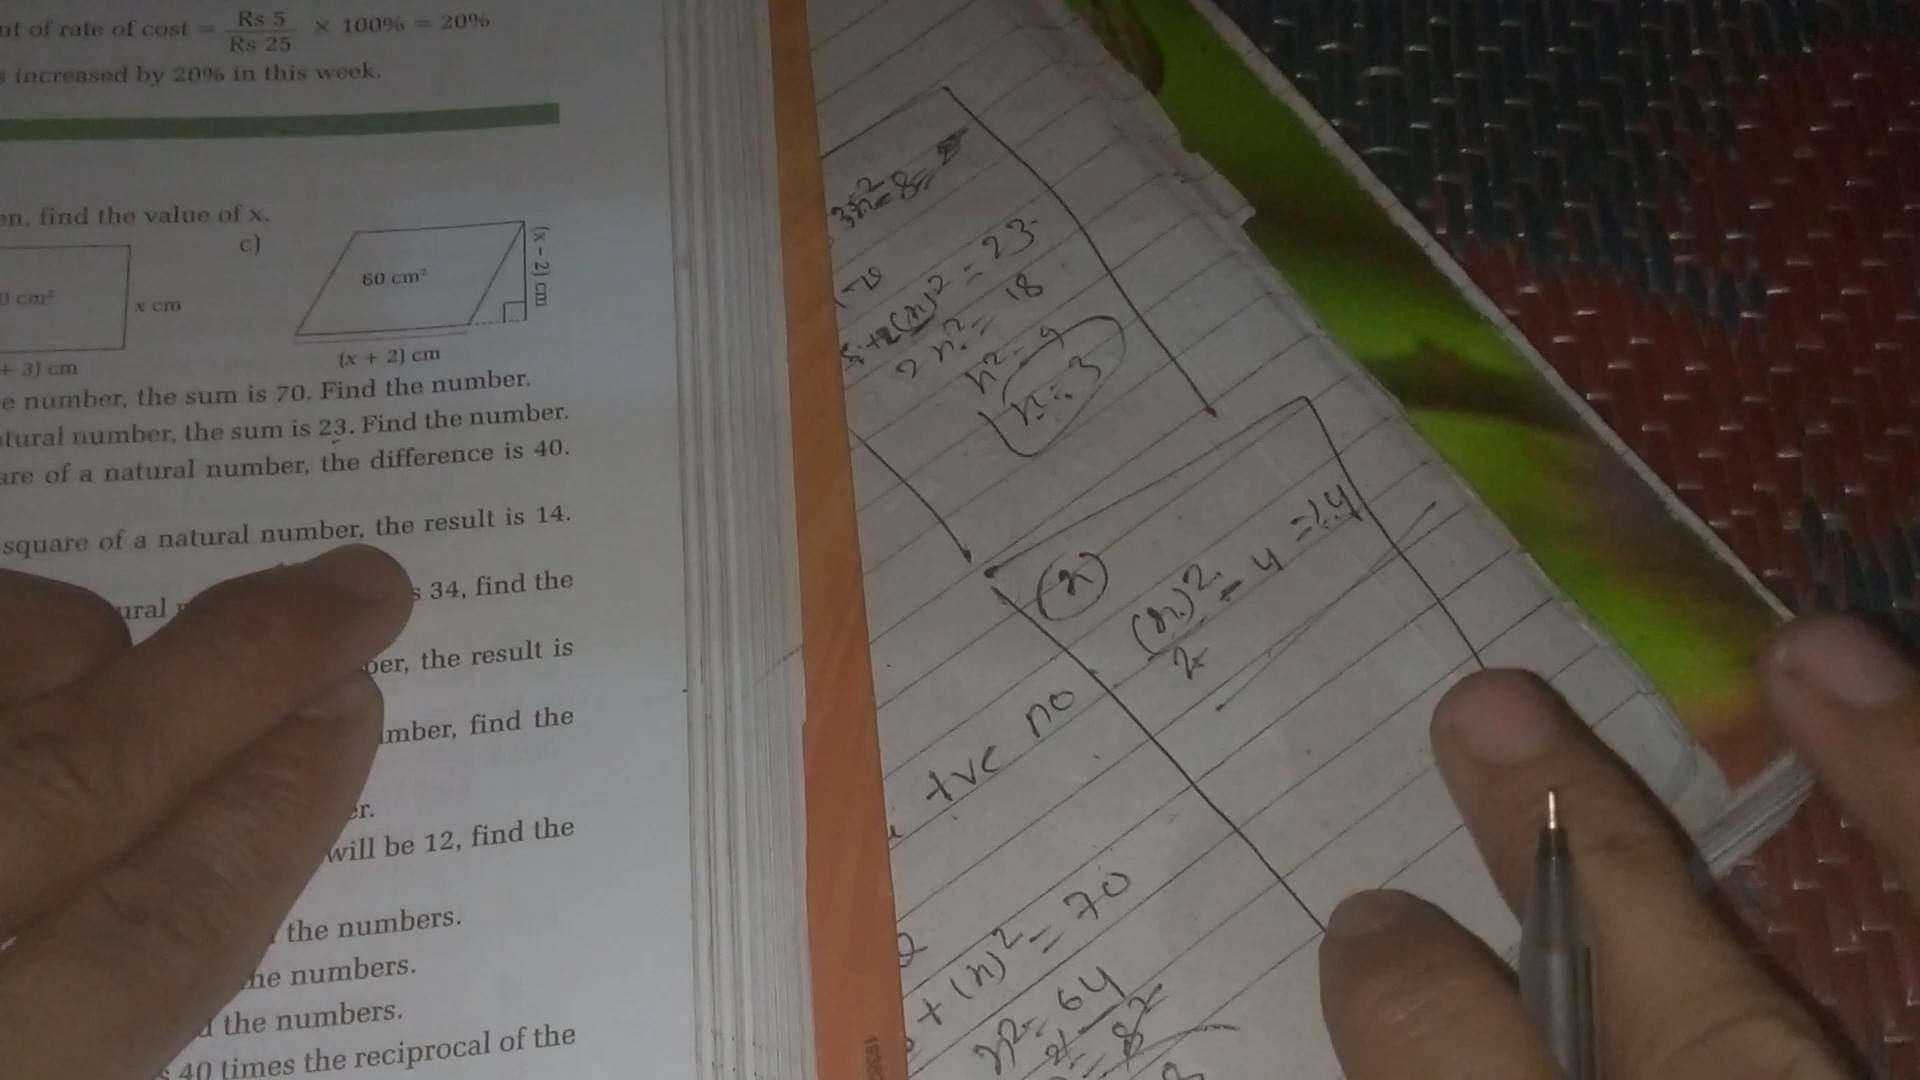 nt of rate of cost = Rs 5 / Rs 25 × 100% = 20%
increased by 20% in this week.
en, find the value of x.
c)
60 cm²
(x – 2) cm
cm²
x cm
(x + 2) cm
+ 3) cm
e number, the sum is 70. Find the number.
tural number, the sum is 23. Find the number.
are of a natural number, the difference is 40.
square of a natural number, the result is 14.
ural
34, find the
ber, the result is
mber, find the
er.
will be 12, find the
the numbers.
he numbers.
the numbers.
40 times the reciprocal of the
= 23
18
(x)
(x)² / 2 - 4 = 14
+ve no
+ (x)² = 70
64